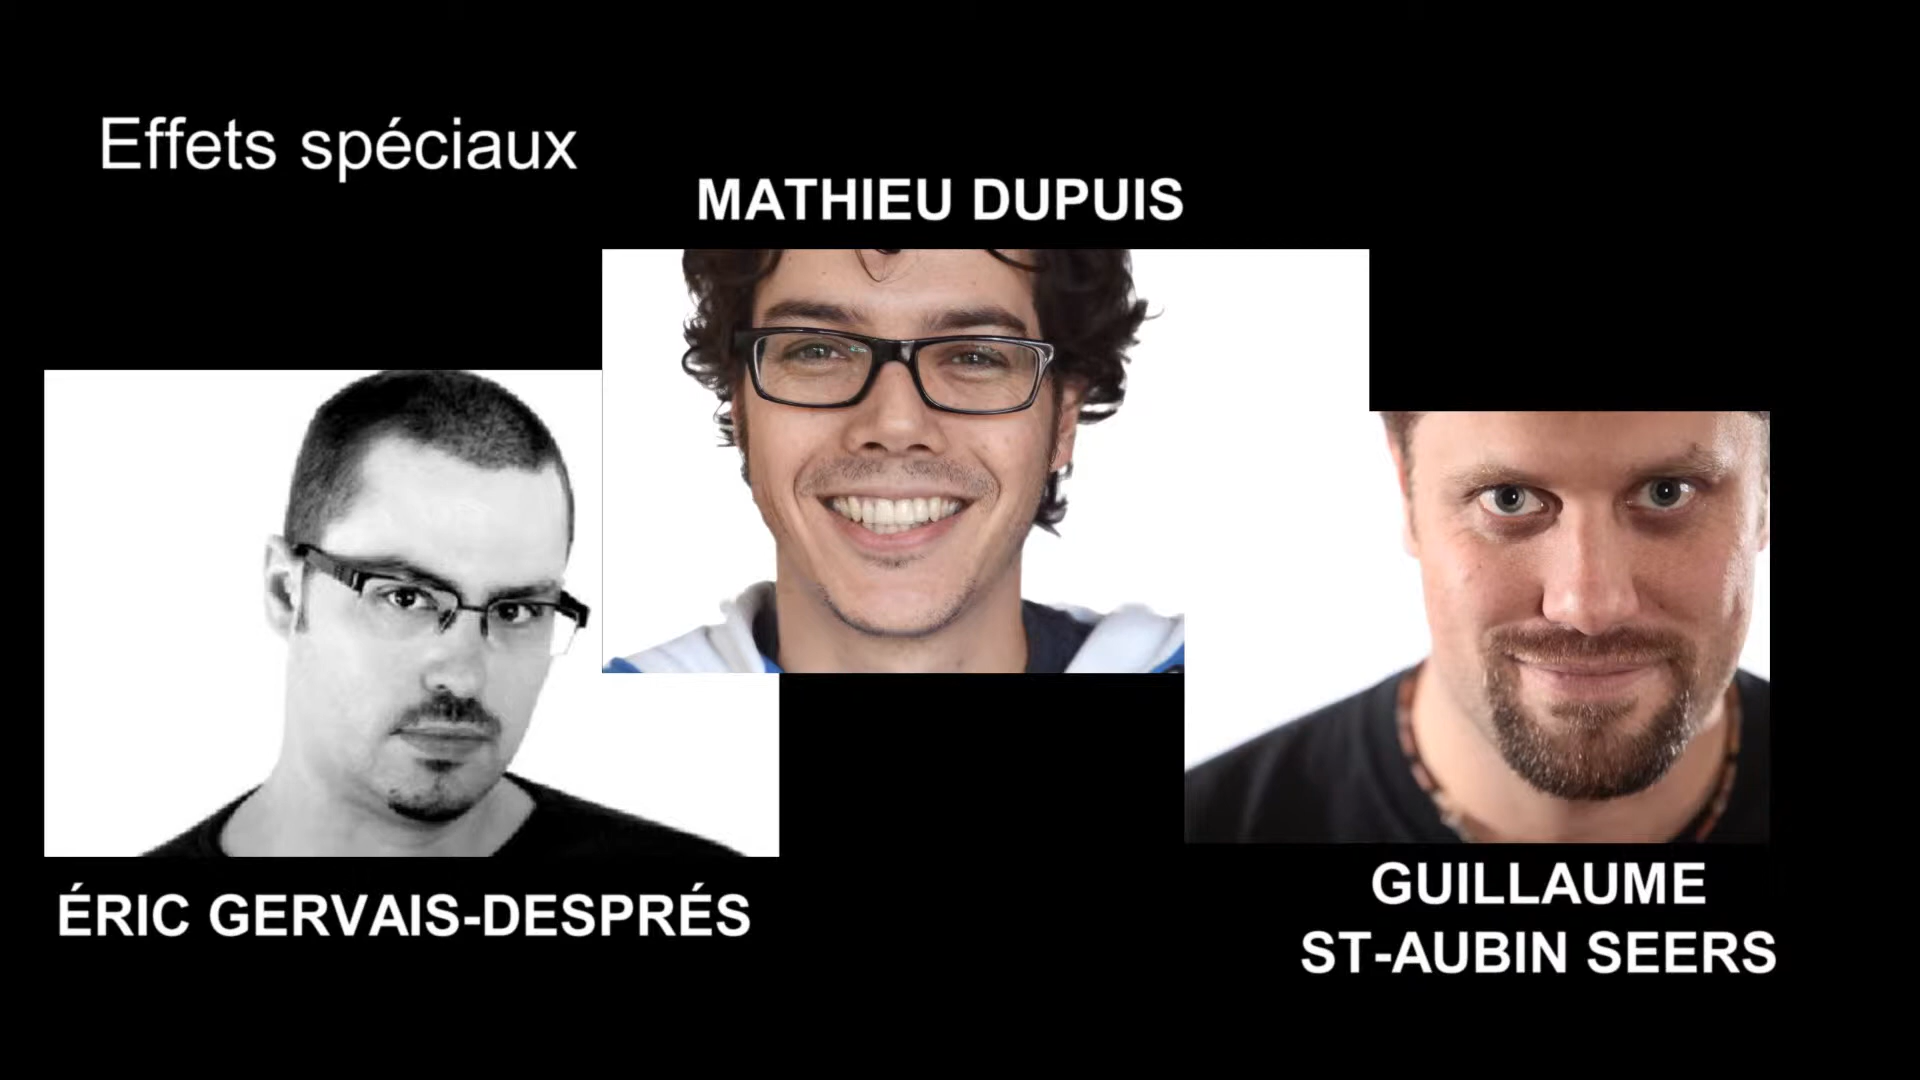 Effets spéciaux
MATHIEU DUPUIS
ÉRIC GERVAIS-DESPRÉS
GUILLAUME
ST-AUBIN SEERS